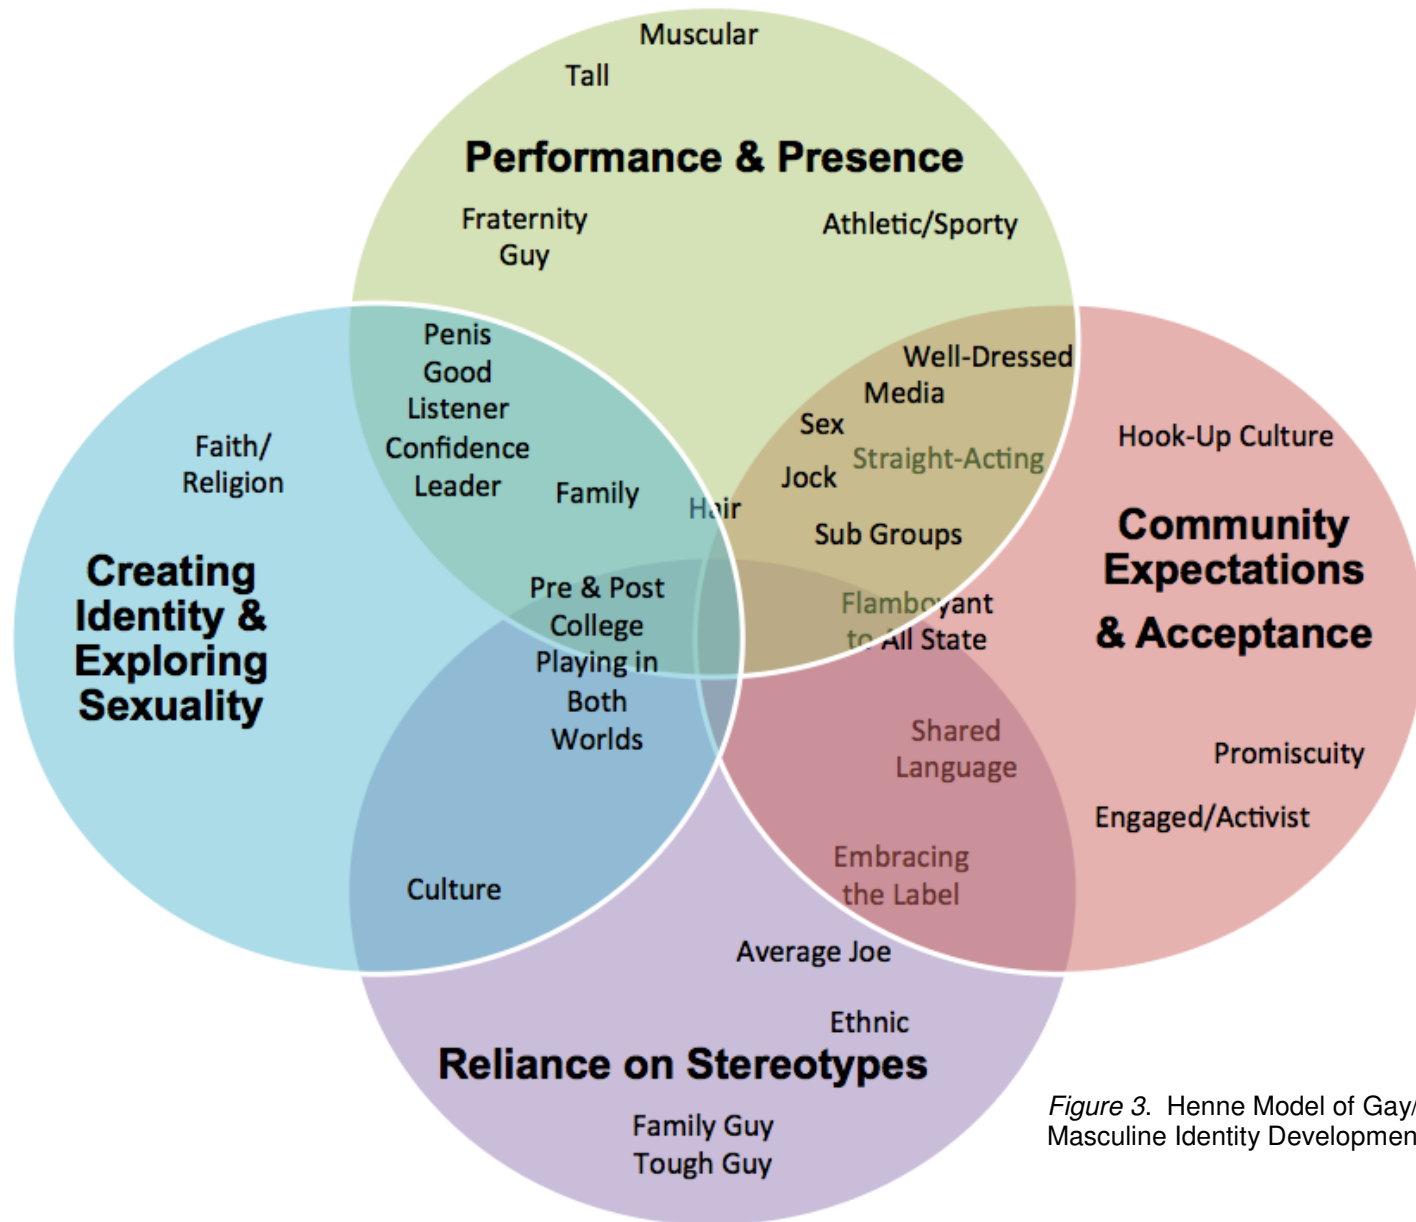 Muscular
Tall
Performance & Presence
Fraternity
Guy
Athletic/Sporty
Penis
Good
Listener
Confidence
Leader
Family
Hair
Well-Dressed
Media
Sex
Straight-Acting
Jock
Sub Groups
Faith/
Religion
Creating
Identity &
Exploring
Sexuality
Hook-Up Culture
Community
Expectations
& Acceptance
Pre & Post
College
Playing in
Both
Worlds
Flamboyant
to All State
Shared
Language
Promiscuity
Engaged/Activist
Embracing
the Label
Culture
Average Joe
Ethnic
Reliance on Stereotypes
Family Guy
Tough Guy
Figure 3. Henne Model of Gay/
Masculine Identity Developmen